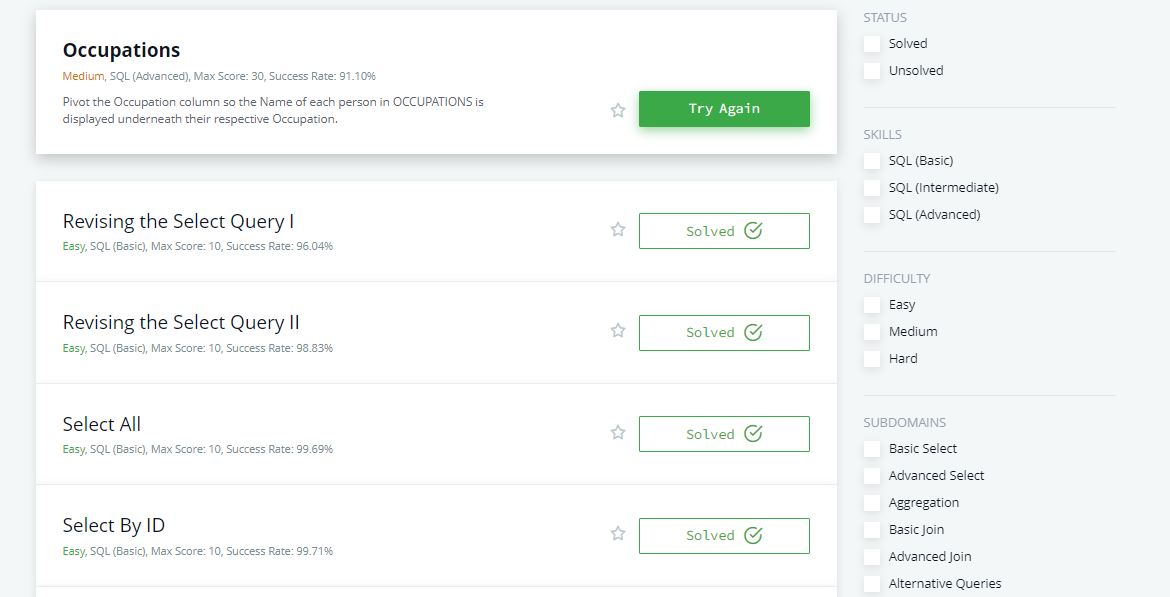 Occupations
Medium, SQL (Advanced), Max Score: 30, Success Rate: 91.10%
Pivot the Occupation column so the Name of each person in OCCUPATIONS is
displayed underneath their respective Occupation.
Try Again
Revising the Select Query I
Easy, SQL (Basic), Max Score: 10, Success Rate: 96.04%
Solved
Revising the Select Query II
Easy, SQL (Basic), Max Score: 10, Success Rate: 98.83%
Solved
Select All
Easy, SQL (Basic), Max Score: 10, Success Rate: 99.69%
Solved
Select By ID
Easy, SQL (Basic), Max Score: 10, Success Rate: 99.71%
Solved
STATUS
Solved
Unsolved
SKILLS
SQL (Basic)
SQL (Intermediate)
SQL (Advanced)
DIFFICULTY
Easy
Medium
Hard
SUBDOMAINS
Basic Select
Advanced Select
Aggregation
Basic Join
Advanced Join
Alternative Queries